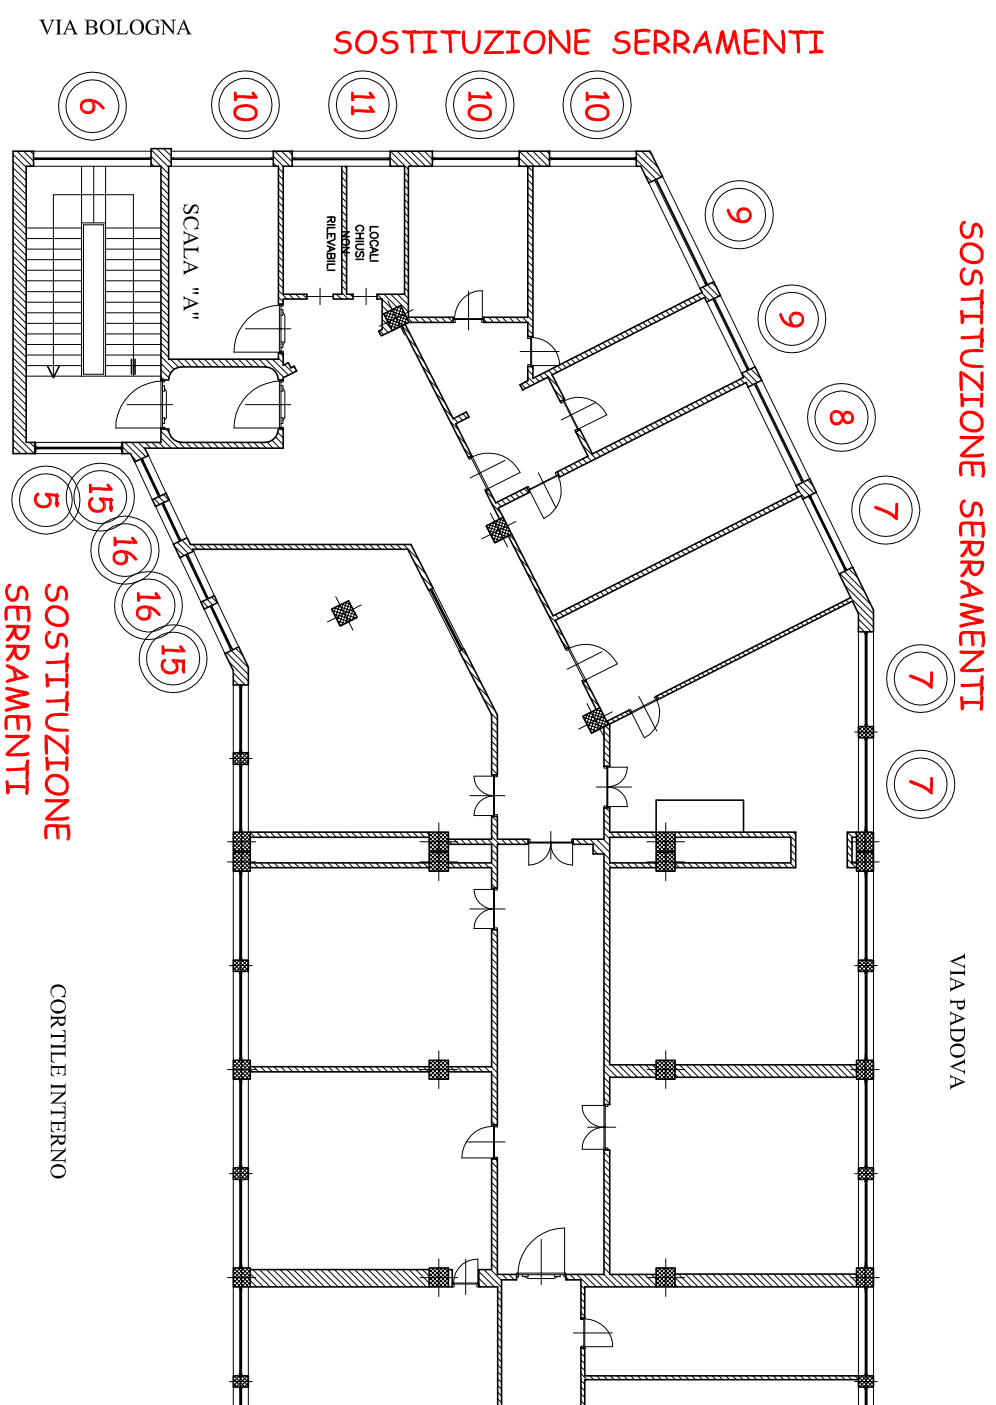 VIA BOLOGNA
SOSTITUZIONE SERRAMENTI
6
10
11
10
10
9
9
8
7
7
7
SOSTITUZIONE SERRAMENTI
SCALA "A"
LOCALI
CHIUSI
NON
RILEVABILI
5
15
16
16
15
SOSTITUZIONE
SERRAMENTI
VIA PADOVA
CORTILE INTERNO